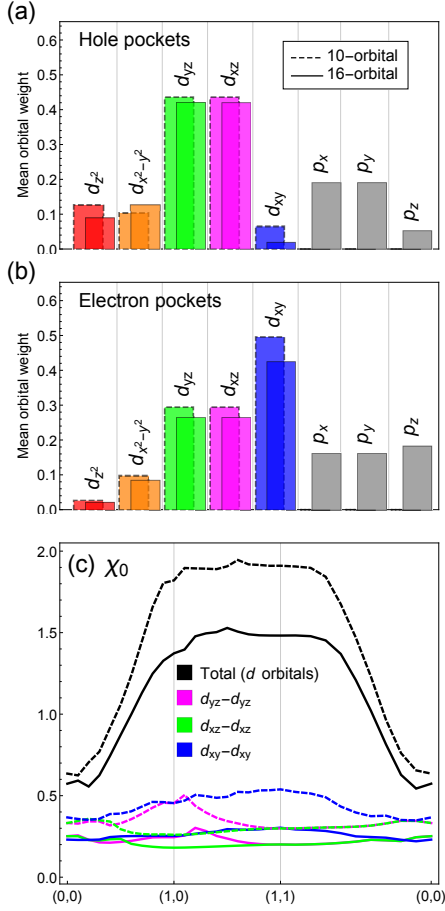 (a)
Hole pockets
10-orbital
16-orbital
Mean orbital weight
0.6
0.5
0.4
0.3
0.2
0.1
0.0
d_z²
d_x²−y²
d_yz
d_xz
d_xy
p_x
p_y
p_z
(b)
Electron pockets
Mean orbital weight
0.6
0.5
0.4
0.3
0.2
0.1
0.0
d_z²
d_x²−y²
d_yz
d_xz
d_xy
p_x
p_y
p_z
(c) χ₀
2.0
1.5
1.0
0.5
0.0
Total (d orbitals)
d_yz−d_yz
d_xz−d_xz
d_xy−d_xy
(0,0) (1,0) (1,1) (0,0)